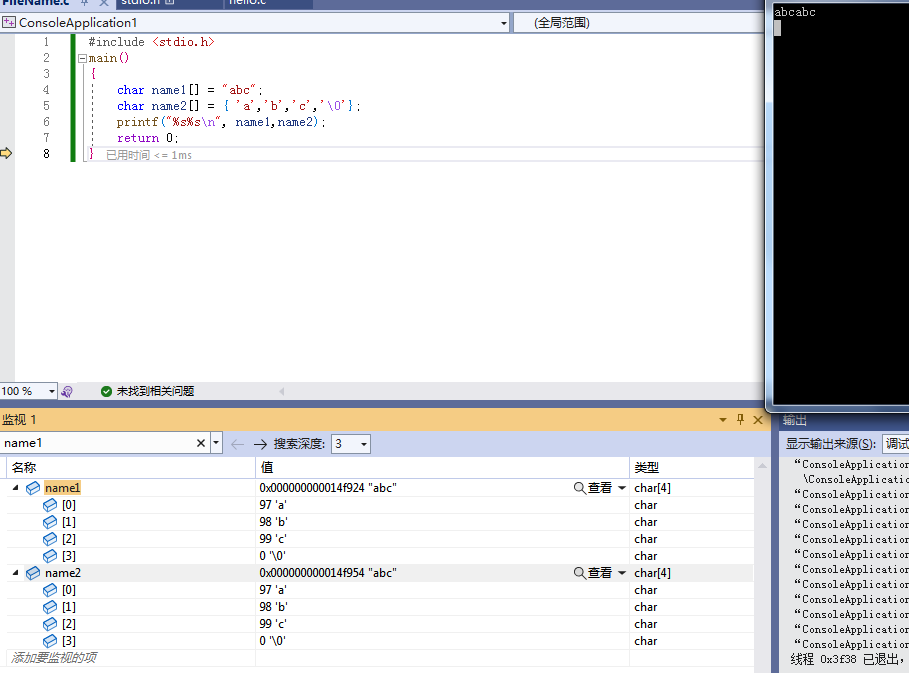 FileName.c
stdio.h
hello.c
ConsoleApplication1
(全局范围)
1 #include <stdio.h>
2 main()
3 {
4 char name1[] = "abc";
5 char name2[] = { 'a','b','c','\0'};
6 printf("%s%s\n", name1,name2);
7 return 0;
8 } 已用时间 <= 1ms
abcabc
100 %
未找到相关问题
监视 1
name1
搜索深度: 3
名称 值 类型
name1 0x000000000014f924 "abc" 查看 char[4]
[0] 97 'a' char
[1] 98 'b' char
[2] 99 'c' char
[3] 0 '\0' char
name2 0x000000000014f954 "abc" 查看 char[4]
[0] 97 'a' char
[1] 98 'b' char
[2] 99 'c' char
[3] 0 '\0' char
添加要监视的项
输出
显示输出来源(S): 调试
“ConsoleApplication
\ConsoleApplicatio
“ConsoleApplication
“ConsoleApplication
“ConsoleApplication
“ConsoleApplication
“ConsoleApplication
“ConsoleApplication
“ConsoleApplication
“ConsoleApplication
“ConsoleApplication
“ConsoleApplication
“ConsoleApplication
线程 0x3f38 已退出，